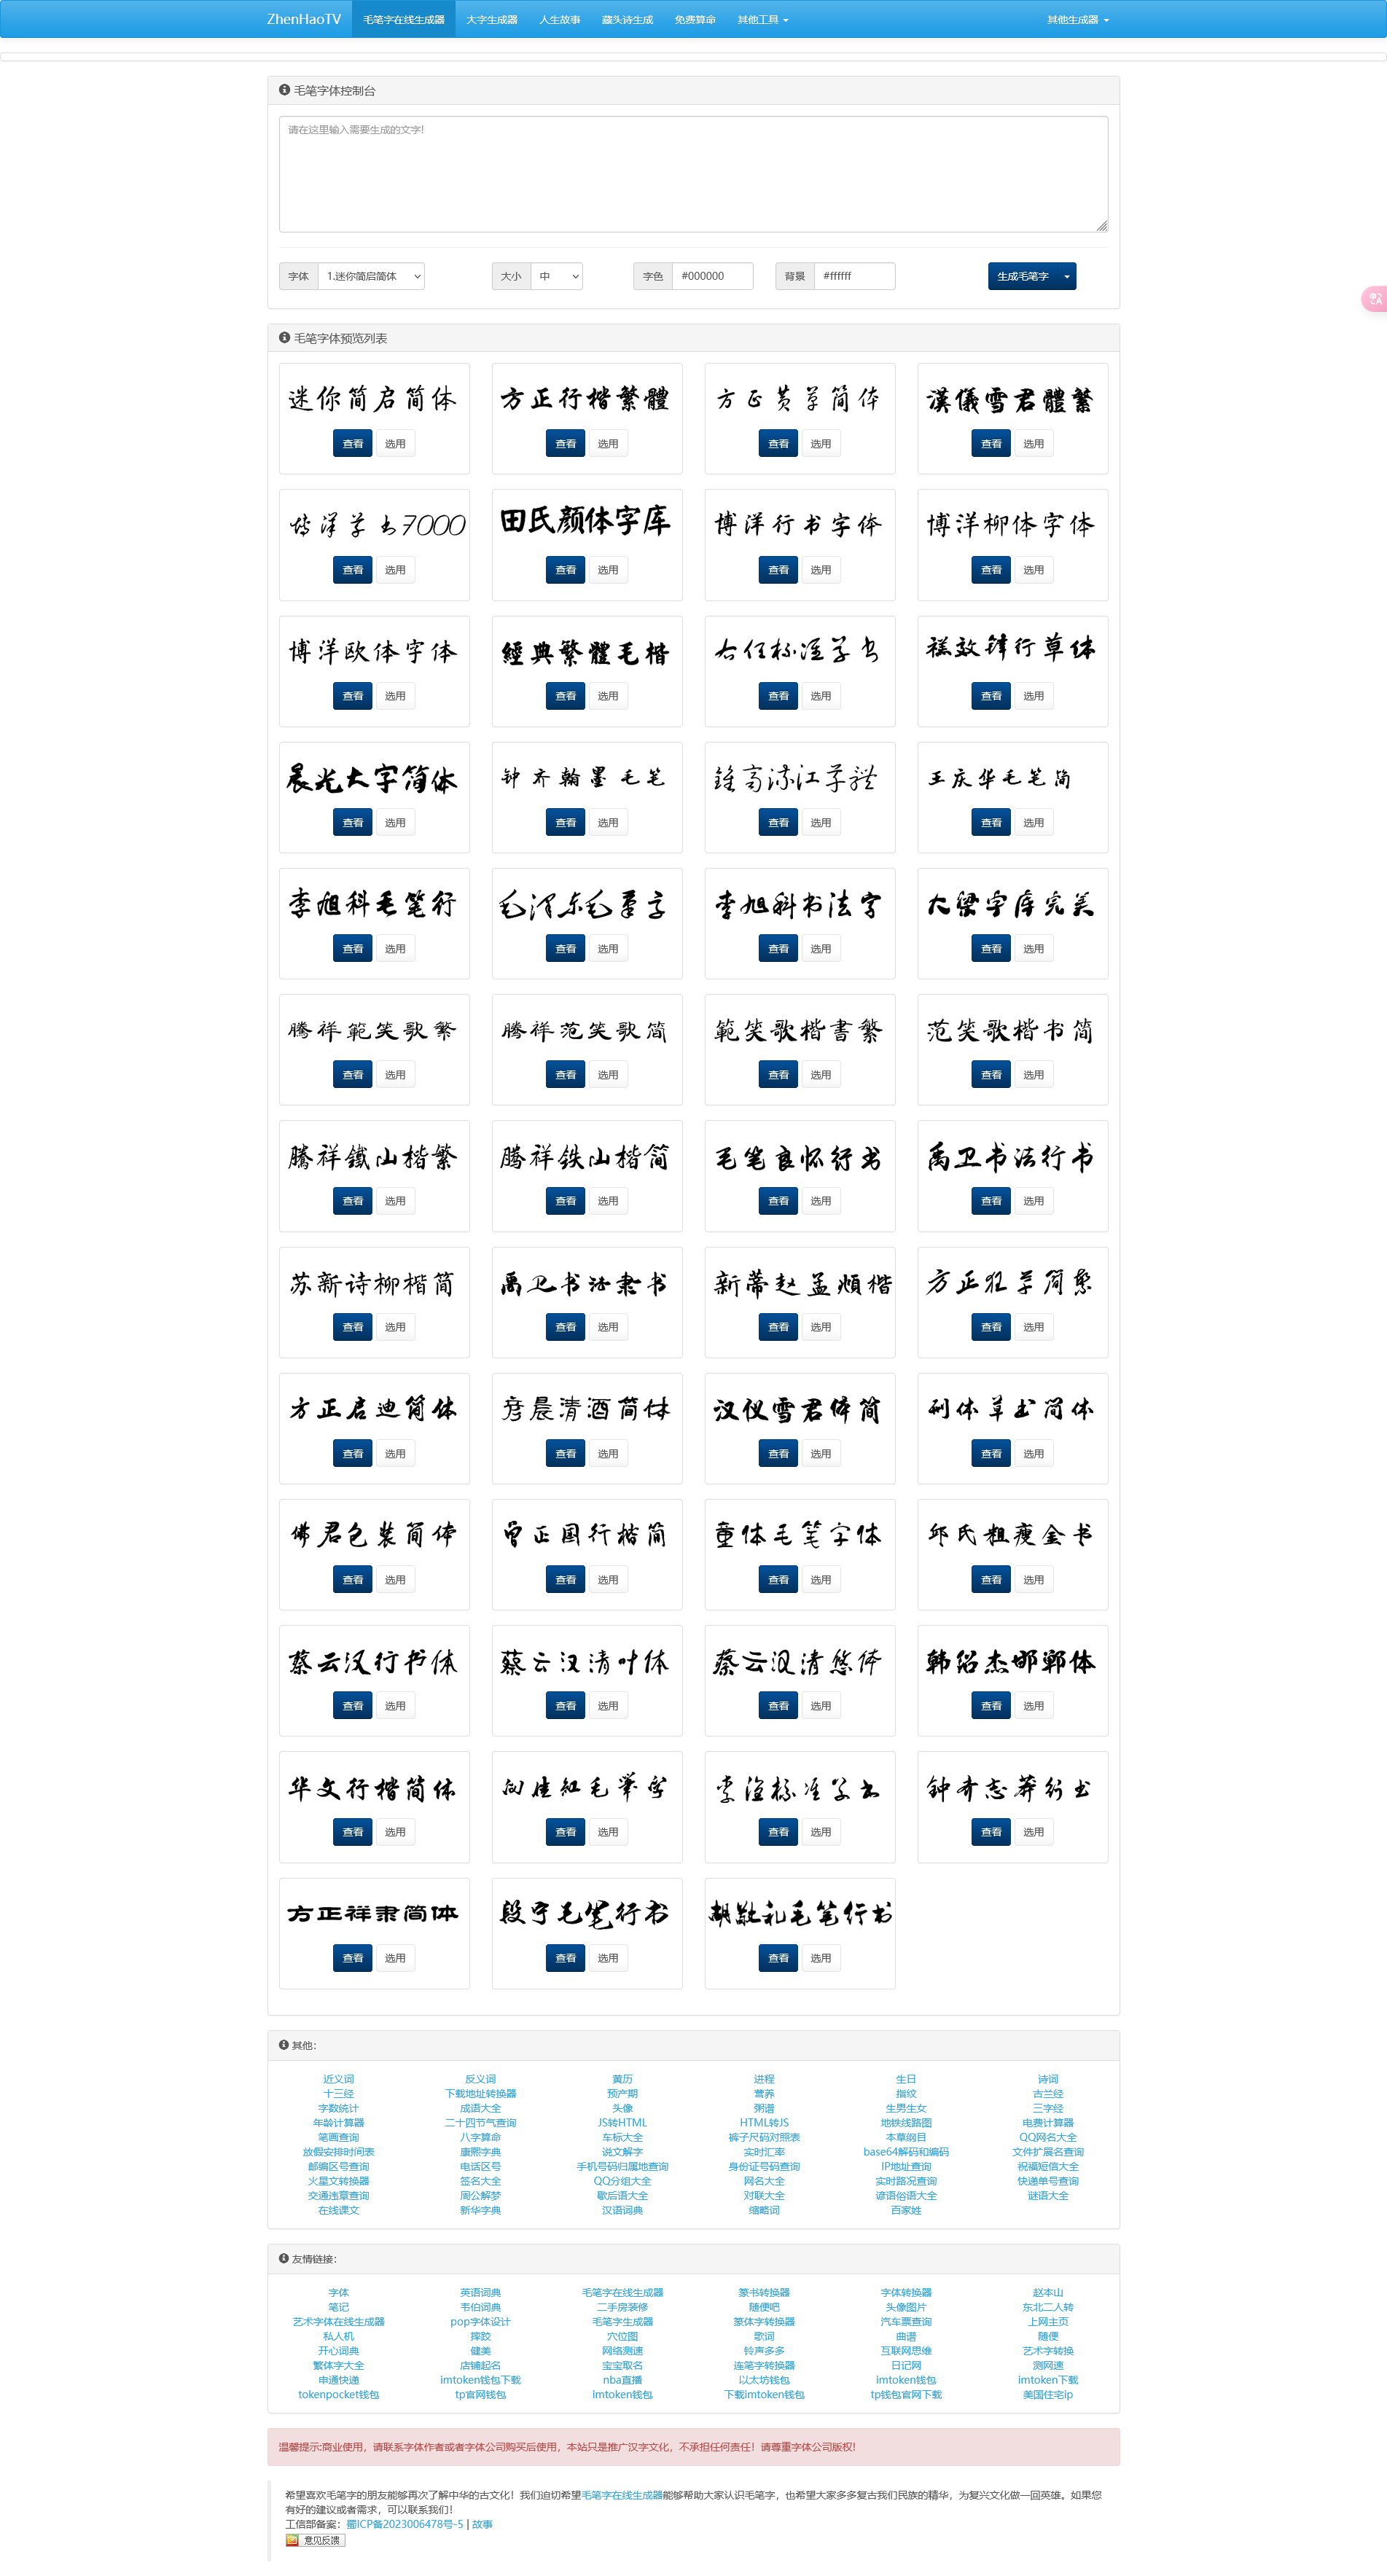 ZhenHaoTV 毛笔字在线生成器 大字生成器 人生故事 藏头诗生成 免费算命 其他工具 其他生成器
毛笔字体控制台
请在这里输入需要生成的文字!
字体 1.迷你简启简体 大小 中 字色 #000000 背景 #ffffff 生成毛笔字
毛笔字体预览列表
迷你简启简体 方正行楷繁體 方正黄草简体 漢儀雪君體繁
查看 选用 查看 选用 查看 选用 查看 选用
博洋草书7000 田氏颜体字库 博洋行书字体 博洋柳体字体
查看 选用 查看 选用 查看 选用 查看 选用
博洋欧体字体 經典繁體毛楷 右任标准草书 禚效锋行草体
查看 选用 查看 选用 查看 选用 查看 选用
晨光大字简体 钟齐翰墨毛笔 钟齐流江草體 王庆华毛笔简
查看 选用 查看 选用 查看 选用 查看 选用
李旭科毛笔行 毛泽东毛草字 李旭科书法字 大梁字库完美
查看 选用 查看 选用 查看 选用 查看 选用
腾祥範笑歌繁 腾祥范笑歌简 範笑歌楷書繁 范笑歌楷书简
查看 选用 查看 选用 查看 选用 查看 选用
腾祥鐵山楷繁 腾祥铁山楷简 毛笔良怀行书 禹卫书法行书
查看 选用 查看 选用 查看 选用 查看 选用
苏新诗柳楷简 禹卫书法隶书 新蒂赵孟頫楷 方正狂草简繁
查看 选用 查看 选用 查看 选用 查看 选用
方正启迪简体 彦晨清酒简体 汉仪雪君体简 刻体草书简体
查看 选用 查看 选用 查看 选用 查看 选用
佛君包装简体 曾正国行楷简 童体毛笔字体 邱氏粗瘦金书
查看 选用 查看 选用 查看 选用 查看 选用
蔡云汉行书体 蔡云汉清叶体 蔡云汉清悠体 韩绍杰邯郸体
查看 选用 查看 选用 查看 选用 查看 选用
华文行楷简体 向佳红毛筆字 李洤标准草书 钟齐志莽行书
查看 选用 查看 选用 查看 选用 查看 选用
方正祥隶简体 段宁毛笔行书 胡敬礼毛笔行书
查看 选用 查看 选用 查看 选用
其他:
近义词 反义词 黄历 进程 生日 诗词
十三经 下载地址转换器 预产期 营养 指纹 古兰经
字数统计 成语大全 头像 粥谱 生男生女 三字经
年龄计算器 二十四节气查询 JS转HTML HTML转JS 地铁线路图 电费计算器
笔画查询 八字算命 车标大全 裤子尺码对照表 本草纲目 QQ网名大全
放假安排时间表 康熙字典 说文解字 实时汇率 base64解码和编码 文件扩展名查询
邮编区号查询 电话区号 手机号码归属地查询 身份证号码查询 IP地址查询 祝福短信大全
火星文转换器 签名大全 QQ分组大全 网名大全 实时路况查询 快递单号查询
交通违章查询 周公解梦 歇后语大全 对联大全 谚语俗语大全 谜语大全
在线课文 新华字典 汉语词典 缩略词 百家姓
友情链接:
字体 英语词典 毛笔字在线生成器 篆书转换器 字体转换器 赵本山
笔记 韦伯词典 二手房装修 随便吧 头像图片 东北二人转
艺术字体在线生成器 pop字体设计 毛笔字生成器 篆体字转换器 汽车票查询 上网主页
私人机 摔跤 穴位图 歌词 曲谱 随便
开心词典 健美 网络测速 铃声多多 互联网思维 艺术字转换
繁体字大全 店铺起名 宝宝取名 连笔字转换器 日记网 测网速
申通快递 imtoken钱包下载 nba直播 以太坊钱包 imtoken钱包 imtoken下载
tokenpocket钱包 tp官网钱包 imtoken钱包 下载imtoken钱包 tp钱包官网下载 美国住宅ip
温馨提示:商业使用，请联系字体作者或者字体公司购买后使用，本站只是推广汉字文化，不承担任何责任！请尊重字体公司版权!
希望喜欢毛笔字的朋友能够再次了解中华的古文化！我们迫切希望毛笔字在线生成器能够帮助大家认识毛笔字，也希望大家多多复古我们民族的精华，为复兴文化做一回英雄。如果您
有好的建议或者需求，可以联系我们!
工信部备案：蜀ICP备2023006478号-5 | 故事
意见反馈